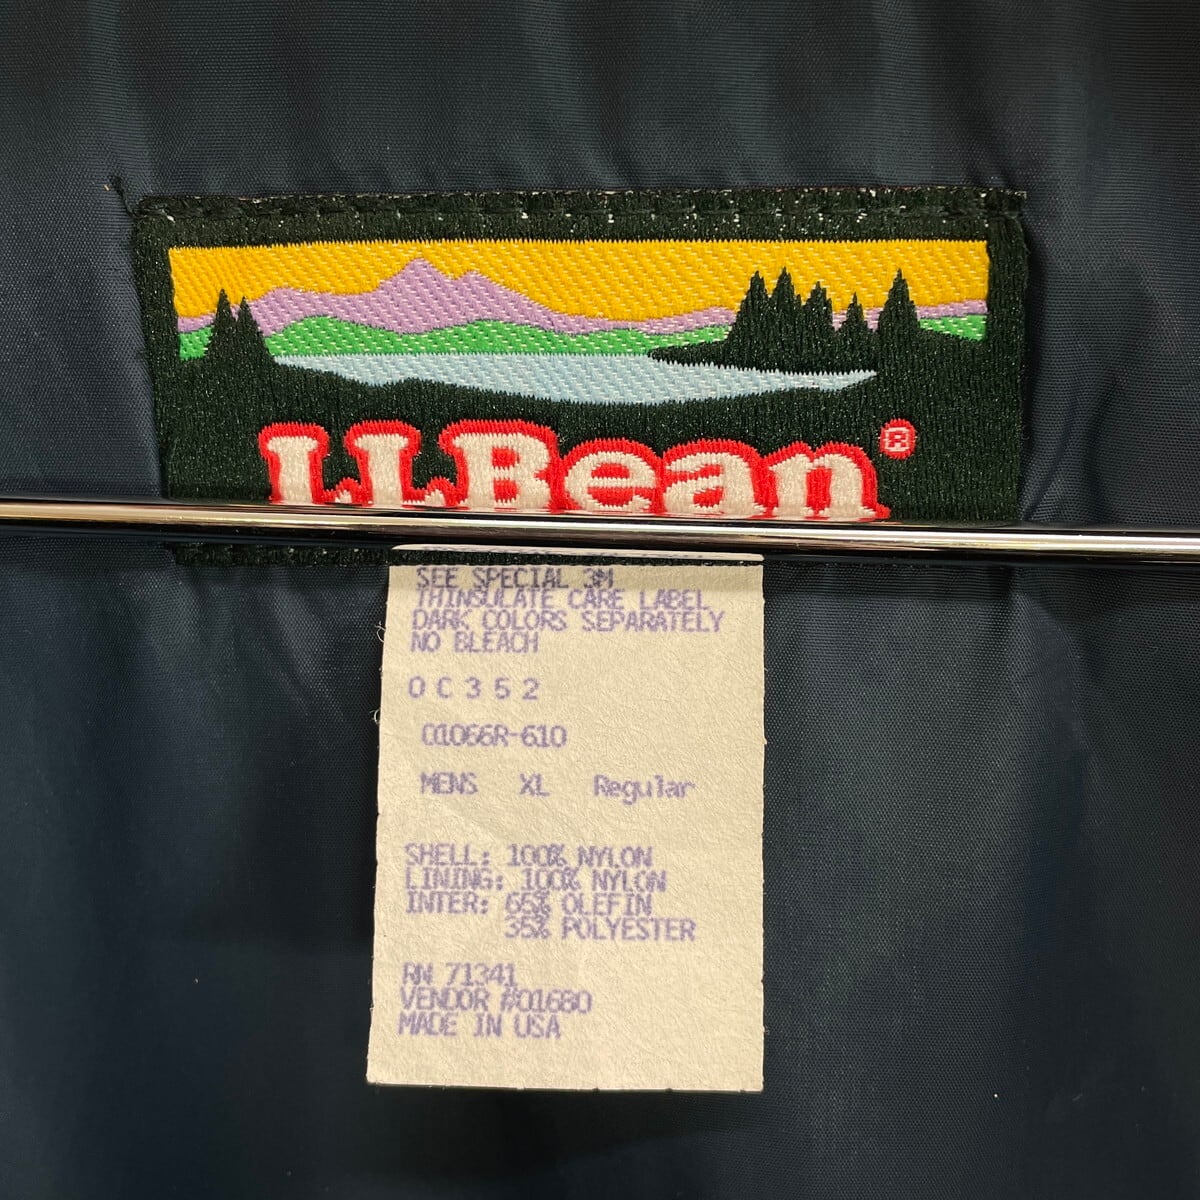 LLBean®
SEE SPECIAL 3M
THINSULATE CARE LABEL
DARK COLORS SEPARATELY
NO BLEACH
0C352
01066R-610
MENS XL Regular
SHELL: 100% NYLON
LINING: 100% NYLON
INTER: 65% OLEFIN
35% POLYESTER
RN 71341
VENDOR #01680
MADE IN USA